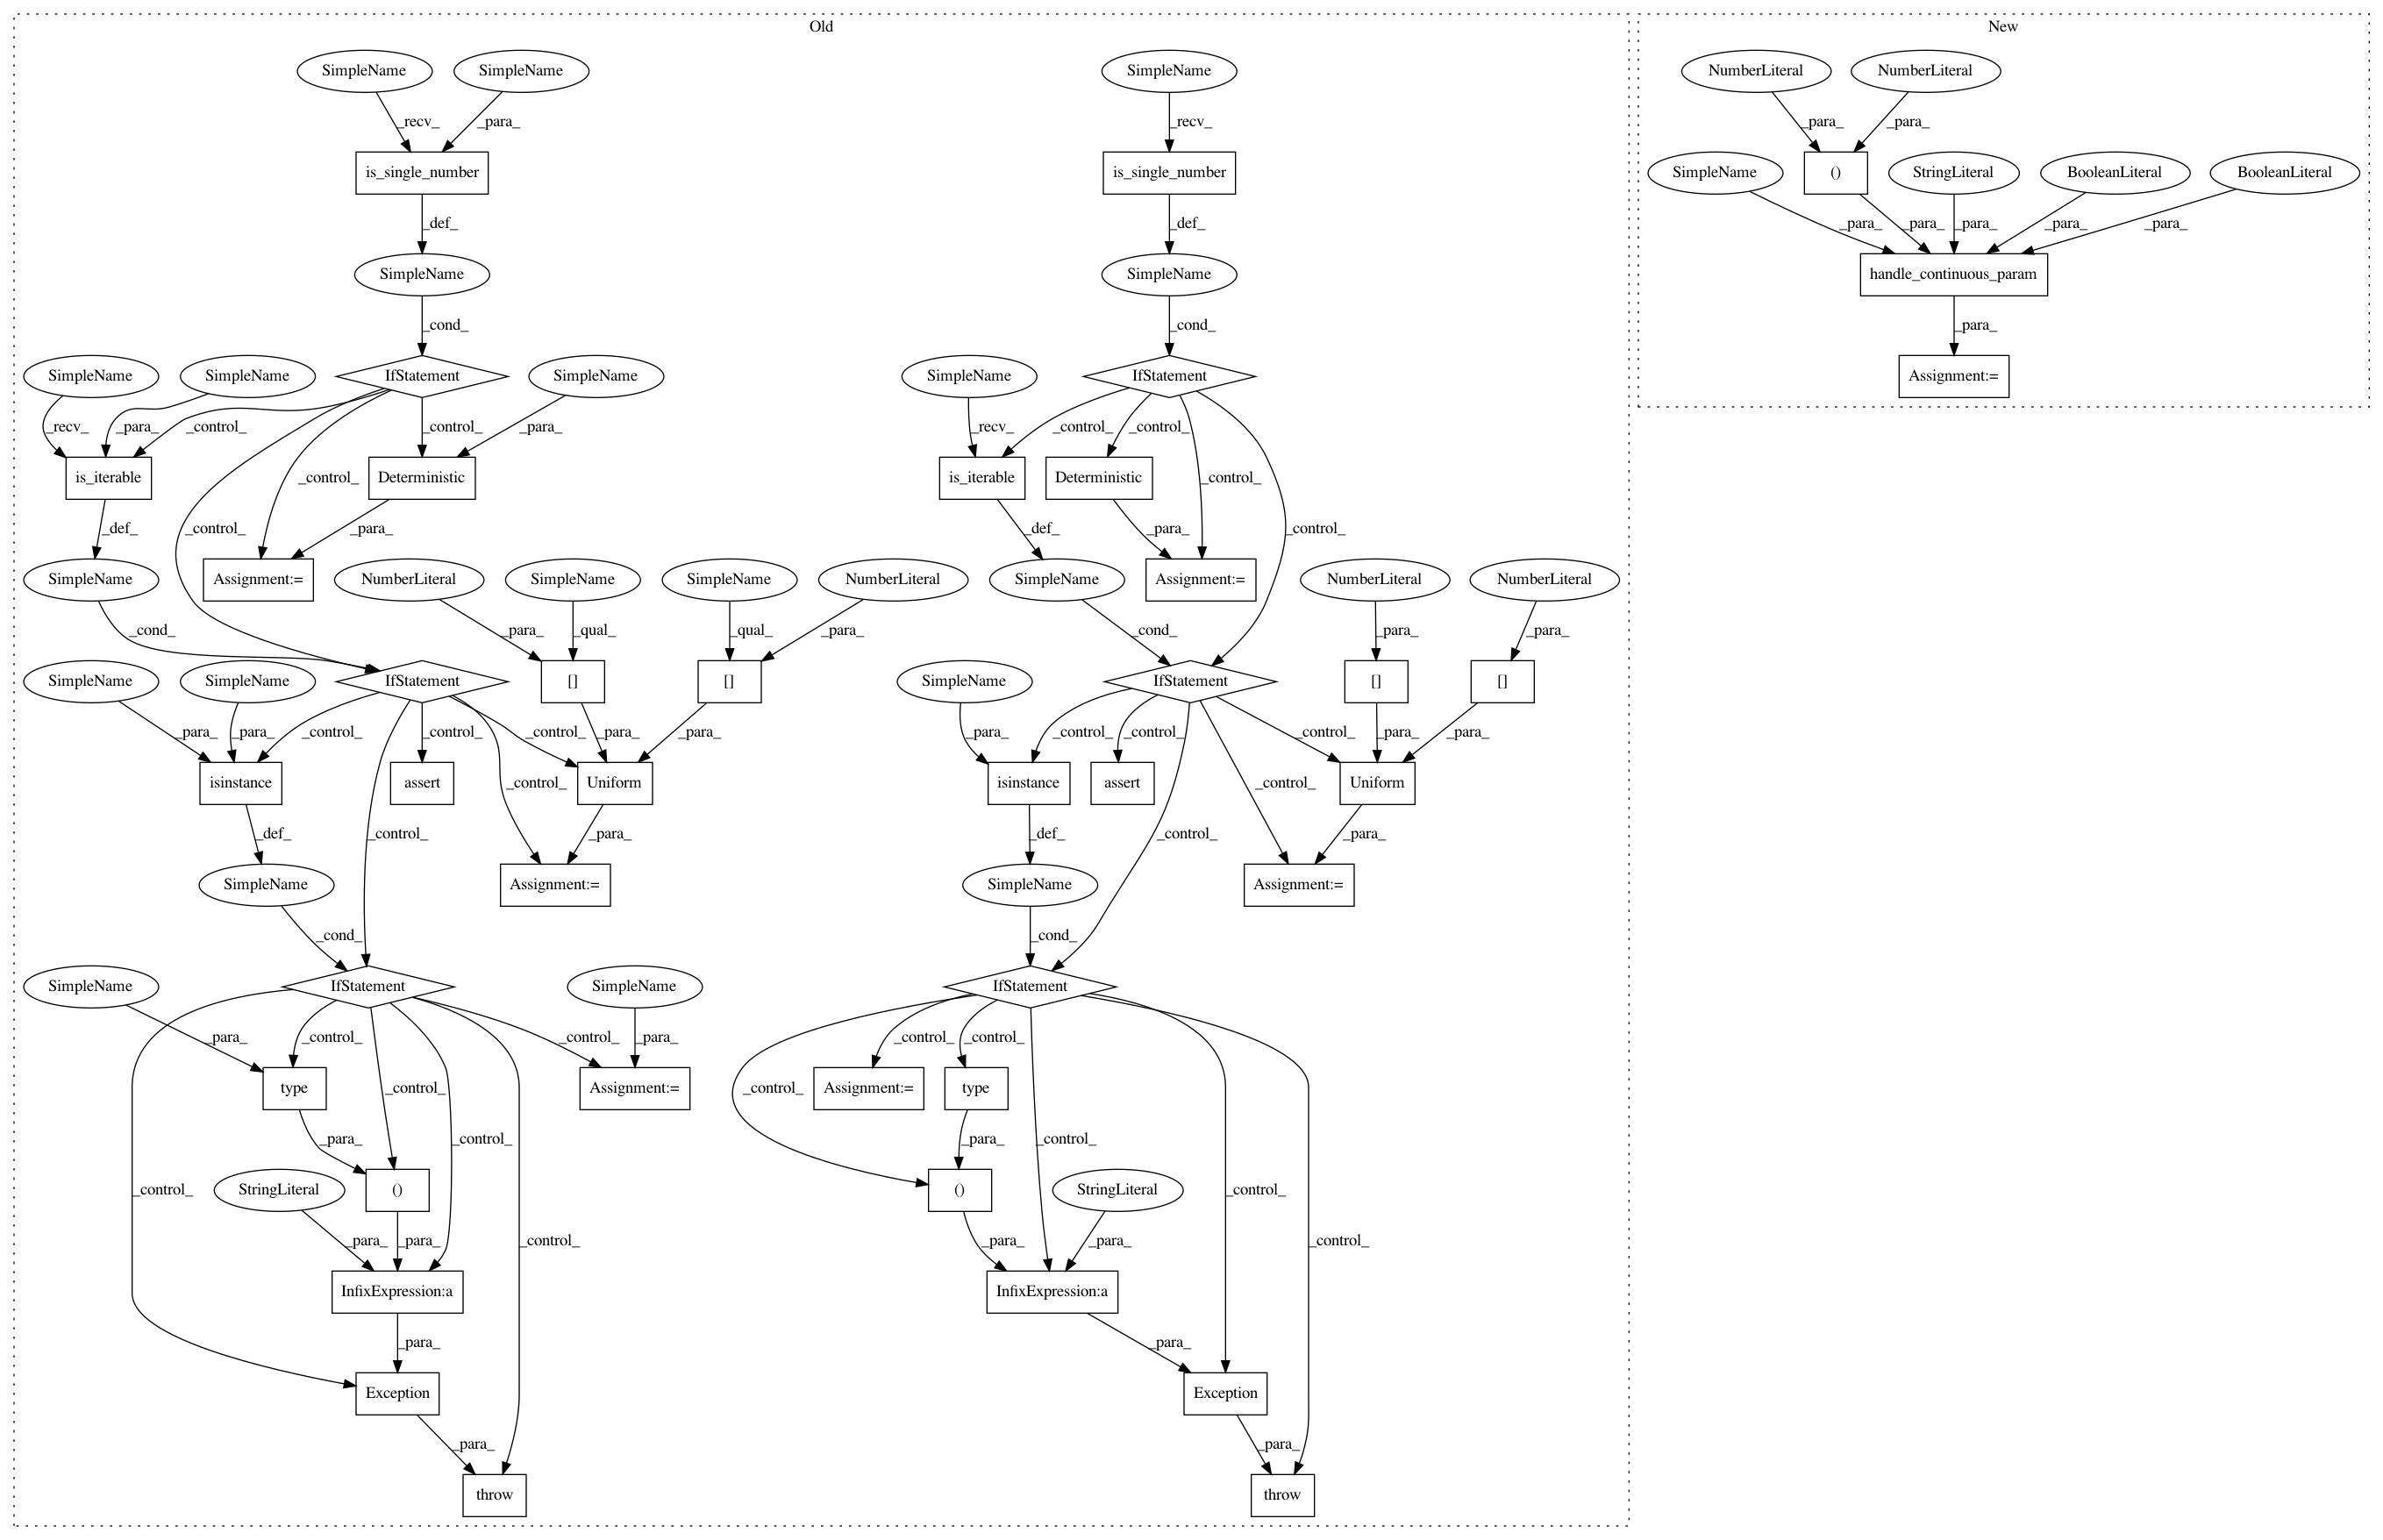 Old
New
SimpleName
SimpleName
SimpleName
NumberLiteral
NumberLiteral
_recv_
_para_
_recv_
_para_
_para_
is_single_number
is_single_number
SimpleName
()
StringLiteral
BooleanLiteral
BooleanLiteral
_def_
_def_
_para_
_para_
_para_
_para_
_para_
SimpleName
SimpleName
handle_continuous_param
_cond_
_cond_
_para_
SimpleName
SimpleName
IfStatement
SimpleName
SimpleName
IfStatement
Assignment:=
_recv_
_para_
_control_
_control_
_para_
_recv_
_control_
_control_
is_iterable
Deterministic
is_iterable
Deterministic
_control_
_control_
_def_
_control_
_para_
_def_
_para_
_control_
SimpleName
Assignment:=
NumberLiteral
SimpleName
SimpleName
NumberLiteral
SimpleName
Assignment:=
NumberLiteral
NumberLiteral
_cond_
_para_
_qual_
_qual_
_para_
_cond_
_para_
_para_
SimpleName
SimpleName
IfStatement
[]
[]
SimpleName
IfStatement
[]
[]
_para_
_para_
_control_
_control_
_control_
_para_
_para_
_para_
_control_
_control_
_control_
_para_
_para_
isinstance
assert
Uniform
isinstance
assert
Uniform
_control_
_control_
_def_
_control_
_para_
_def_
_control_
_para_
SimpleName
Assignment:=
SimpleName
Assignment:=
_cond_
_cond_
SimpleName
IfStatement
SimpleName
IfStatement
_para_
_control_
_control_
_para_
_control_
_control_
type
_control_
Assignment:=
_control_
Assignment:=
type
_para_
_control_
_control_
_para_
_control_
StringLiteral
()
()
StringLiteral
_control_
_control_
_para_
_para_
_control_
_para_
_para_
_control_
InfixExpression:a
InfixExpression:a
_para_
_para_
Exception
Exception
_para_
_para_
throw
throw